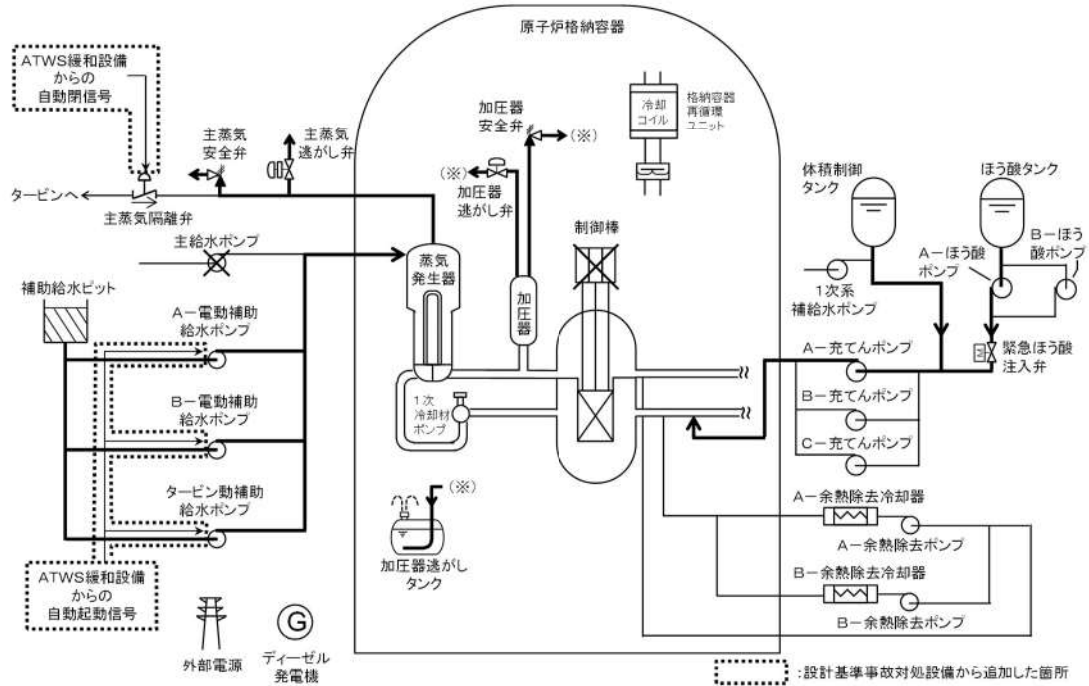 原子炉格納容器
ATWS緩和設備
からの
自動閉信号
主蒸気
安全弁
主蒸気
逃がし弁
タービンへ
主蒸気隔離弁
主給水ポンプ
補助給水ピット
A－電動補助
給水ポンプ
B－電動補助
給水ポンプ
タービン動補助
給水ポンプ
ATWS緩和設備
からの
自動起動信号
外部電源
G
ディーゼル
発電機
加圧器
安全弁
(※)
(※)
加圧器
逃がし弁
冷却
コイル
格納容器
再循環
ユニット
制御棒
蒸気
発生器
加圧器
1次
冷却材
ポンプ
(※)
加圧器逃がし
タンク
体積制御
タンク
ほう酸タンク
B－ほう
酸ポンプ
A－ほう酸
ポンプ
1次系
補給水ポンプ
M
緊急ほう酸
注入弁
A－充てんポンプ
B－充てんポンプ
C－充てんポンプ
A－余熱除去冷却器
A－余熱除去ポンプ
B－余熱除去冷却器
B－余熱除去ポンプ
：設計基準事故対処設備から追加した箇所